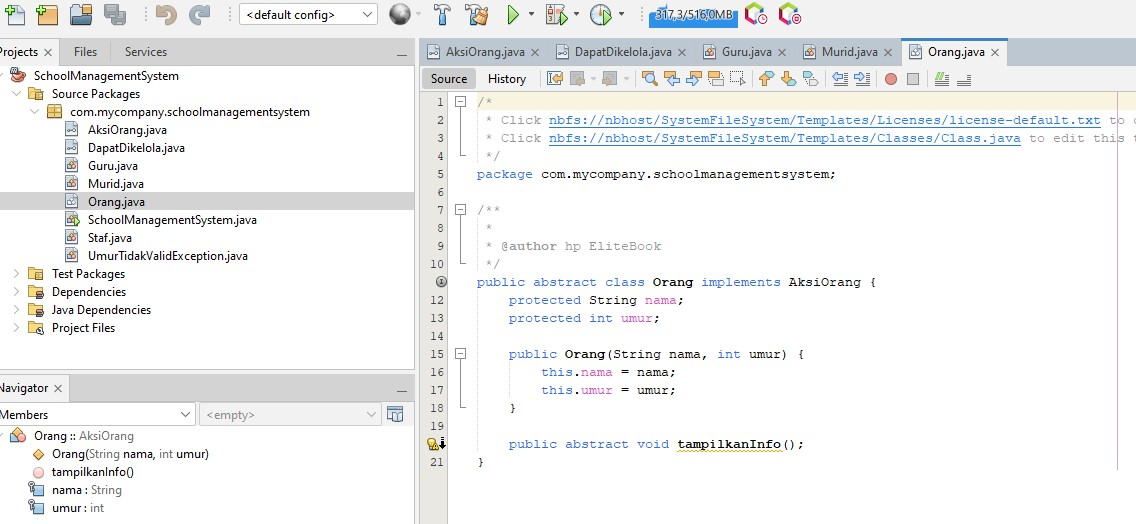 <default config>
317,3/516,0MB
Projects
Files
Services
SchoolManagementSystem
Source Packages
com.mycompany.schoolmanagementsystem
AksiOrang.java
DapatDikelola.java
Guru.java
Murid.java
Orang.java
SchoolManagementSystem.java
Staf.java
UmurTidakValidException.java
Test Packages
Dependencies
Java Dependencies
Project Files
Navigator
Members
<empty>
Orang :: AksiOrang
Orang(String nama, int umur)
tampilkanInfo()
nama : String
umur : int
AksiOrang.java
DapatDikelola.java
Guru.java
Murid.java
Orang.java
Source
History
1 /*
2 * Click nbfs://nbhost/SystemFileSystem/Templates/Licenses/license-default.txt to
3 * Click nbfs://nbhost/SystemFileSystem/Templates/Classes/Class.java to edit this
4 */
5 package com.mycompany.schoolmanagementsystem;
6
7 /**
8 *
9 * @author hp EliteBook
10 */
public abstract class Orang implements AksiOrang {
12 protected String nama;
13 protected int umur;
14
15 public Orang(String nama, int umur) {
16 this.nama = nama;
17 this.umur = umur;
18 }
19
public abstract void tampilkanInfo();
21 }